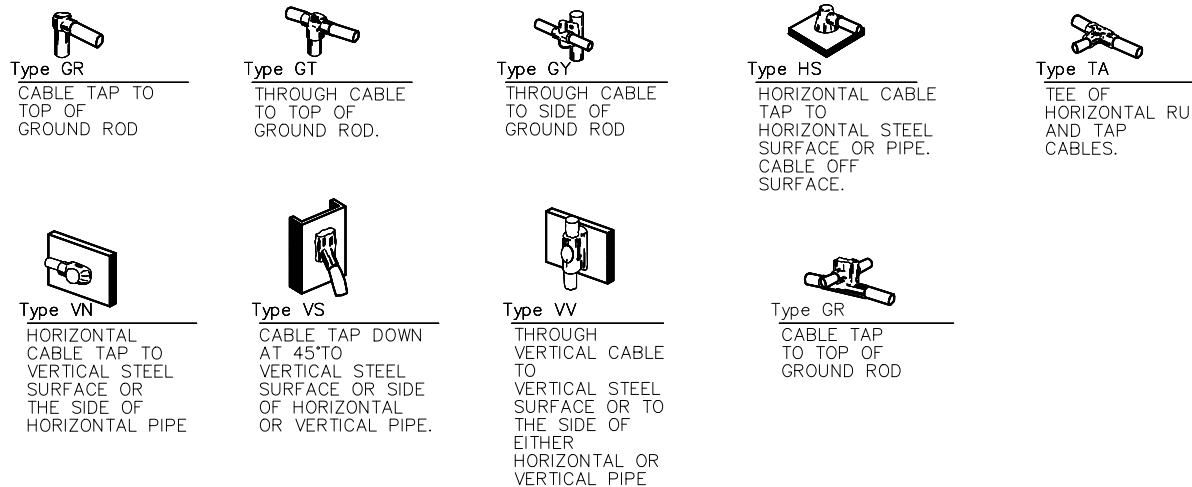 Type GR
CABLE TAP TO
TOP OF
GROUND ROD
Type GT
THROUGH CABLE
TO TOP OF
GROUND ROD.
Type GY
THROUGH CABLE
TO SIDE OF
GROUND ROD
Type HS
HORIZONTAL CABLE
TAP TO
HORIZONTAL STEEL
SURFACE OR PIPE.
CABLE OFF
SURFACE.
Type TA
TEE OF
HORIZONTAL RU
AND TAP
CABLES.
Type VN
HORIZONTAL
CABLE TAP TO
VERTICAL STEEL
SURFACE OR
THE SIDE OF
HORIZONTAL PIPE
Type VS
CABLE TAP DOWN
AT 45°TO
VERTICAL STEEL
SURFACE OR SIDE
OF HORIZONTAL
OR VERTICAL PIPE.
Type VV
THROUGH
VERTICAL CABLE
TO
VERTICAL STEEL
SURFACE OR TO
THE SIDE OF
EITHER
HORIZONTAL OR
VERTICAL PIPE
Type GR
CABLE TAP
TO TOP OF
GROUND ROD